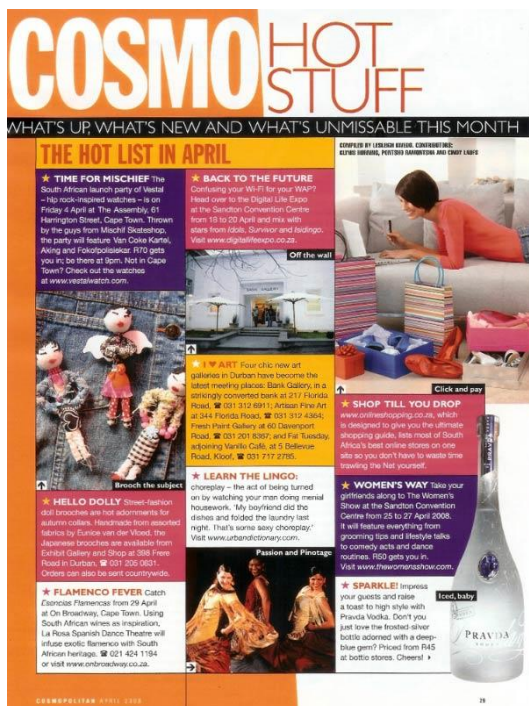 COSMO HOT
STUFF
WHAT'S UP, WHAT'S NEW AND WHAT'S UNMISSABLE THIS MONTH
THE HOT LIST IN APRIL
★ TIME FOR MISCHIEF The
South African launch party of Vestal
– hip rock-inspired watches – is on
Friday 4 April at The Assembly, 61
Harrington Street, Cape Town. Thrown
by the guys from Mischif Skateshop,
the party will feature Van Coke Kartel,
Aking and Fokofpolisiekar. R70 gets
you in; be there at 9pm. Not in Cape
Town? Check out the watches
at www.vestalwatch.com.
Brooch the subject
★ HELLO DOLLY Street-fashion
doll brooches are hot adornments for
autumn collars. Handmade from assorted
fabrics by Eunice van der Vloed, the
Japanese brooches are available from
Exhibit Gallery and Shop at 398 Frere
Road in Durban. ☎ 031 205 0831.
Orders can also be sent countrywide.
★ FLAMENCO FEVER Catch
Esencias Flamencas from 29 April
at On Broadway, Cape Town. Using
South African wines as inspiration,
La Rosa Spanish Dance Theatre will
infuse exotic flamenco with South
African heritage. ☎ 021 424 1194
or visit www.onbroadway.co.za.
★ BACK TO THE FUTURE
Confusing your Wi-Fi for your WAP?
Head over to the Digital Life Expo
at the Sandton Convention Centre
from 18 to 20 April and mix with
stars from Idols, Survivor and Isidingo.
Visit www.digitallifeexpo.co.za.
Off the wall
★ I ♥ ART Four chic new art
galleries in Durban have become the
latest meeting places: Bank Gallery, in a
strikingly converted bank at 217 Florida
Road, ☎ 031 312 6911; Artisan Fine Art
at 344 Florida Road, ☎ 031 312 4364;
Fresh Paint Gallery at 60 Davenport
Road, ☎ 031 201 8357; and Fat Tuesday,
adjoining Vanillo Café, at 5 Bellevue
Road, Kloof, ☎ 031 717 2785.
★ LEARN THE LINGO:
choreplay – the act of being turned
on by watching your man doing menial
housework. 'My boyfriend did the
dishes and folded the laundry last
night. That's some sexy choreplay.'
Visit www.urbandictionary.com.
Passion and Pinotage
COMPILED BY LESLEIGH
Click and pay
★ SHOP TILL YOU DROP
www.onlineshopping.co.za, which
is designed to give you the ultimate
shopping guide, lists most of South
Africa's best online stores on one
site so you don't have to waste time
trawling the Net yourself.
★ WOMEN'S WAY Take your
girlfriends along to The Women's
Show at the Sandton Convention
Centre from 25 to 27 April 2008.
It will feature everything from
grooming tips and lifestyle talks
to comedy acts and dance
routines. R50 gets you in.
Visit www.thewomensshow.com.
★ SPARKLE! Impress
your guests and raise
a toast to high style with
Pravda Vodka. Don't you
just love the frosted-silver
bottle adorned with a deep-
blue gem? Priced from R45
at bottle stores. Cheers!
Iced, baby
PRAVDA
COSMOPOLITAN APRIL 2008
29